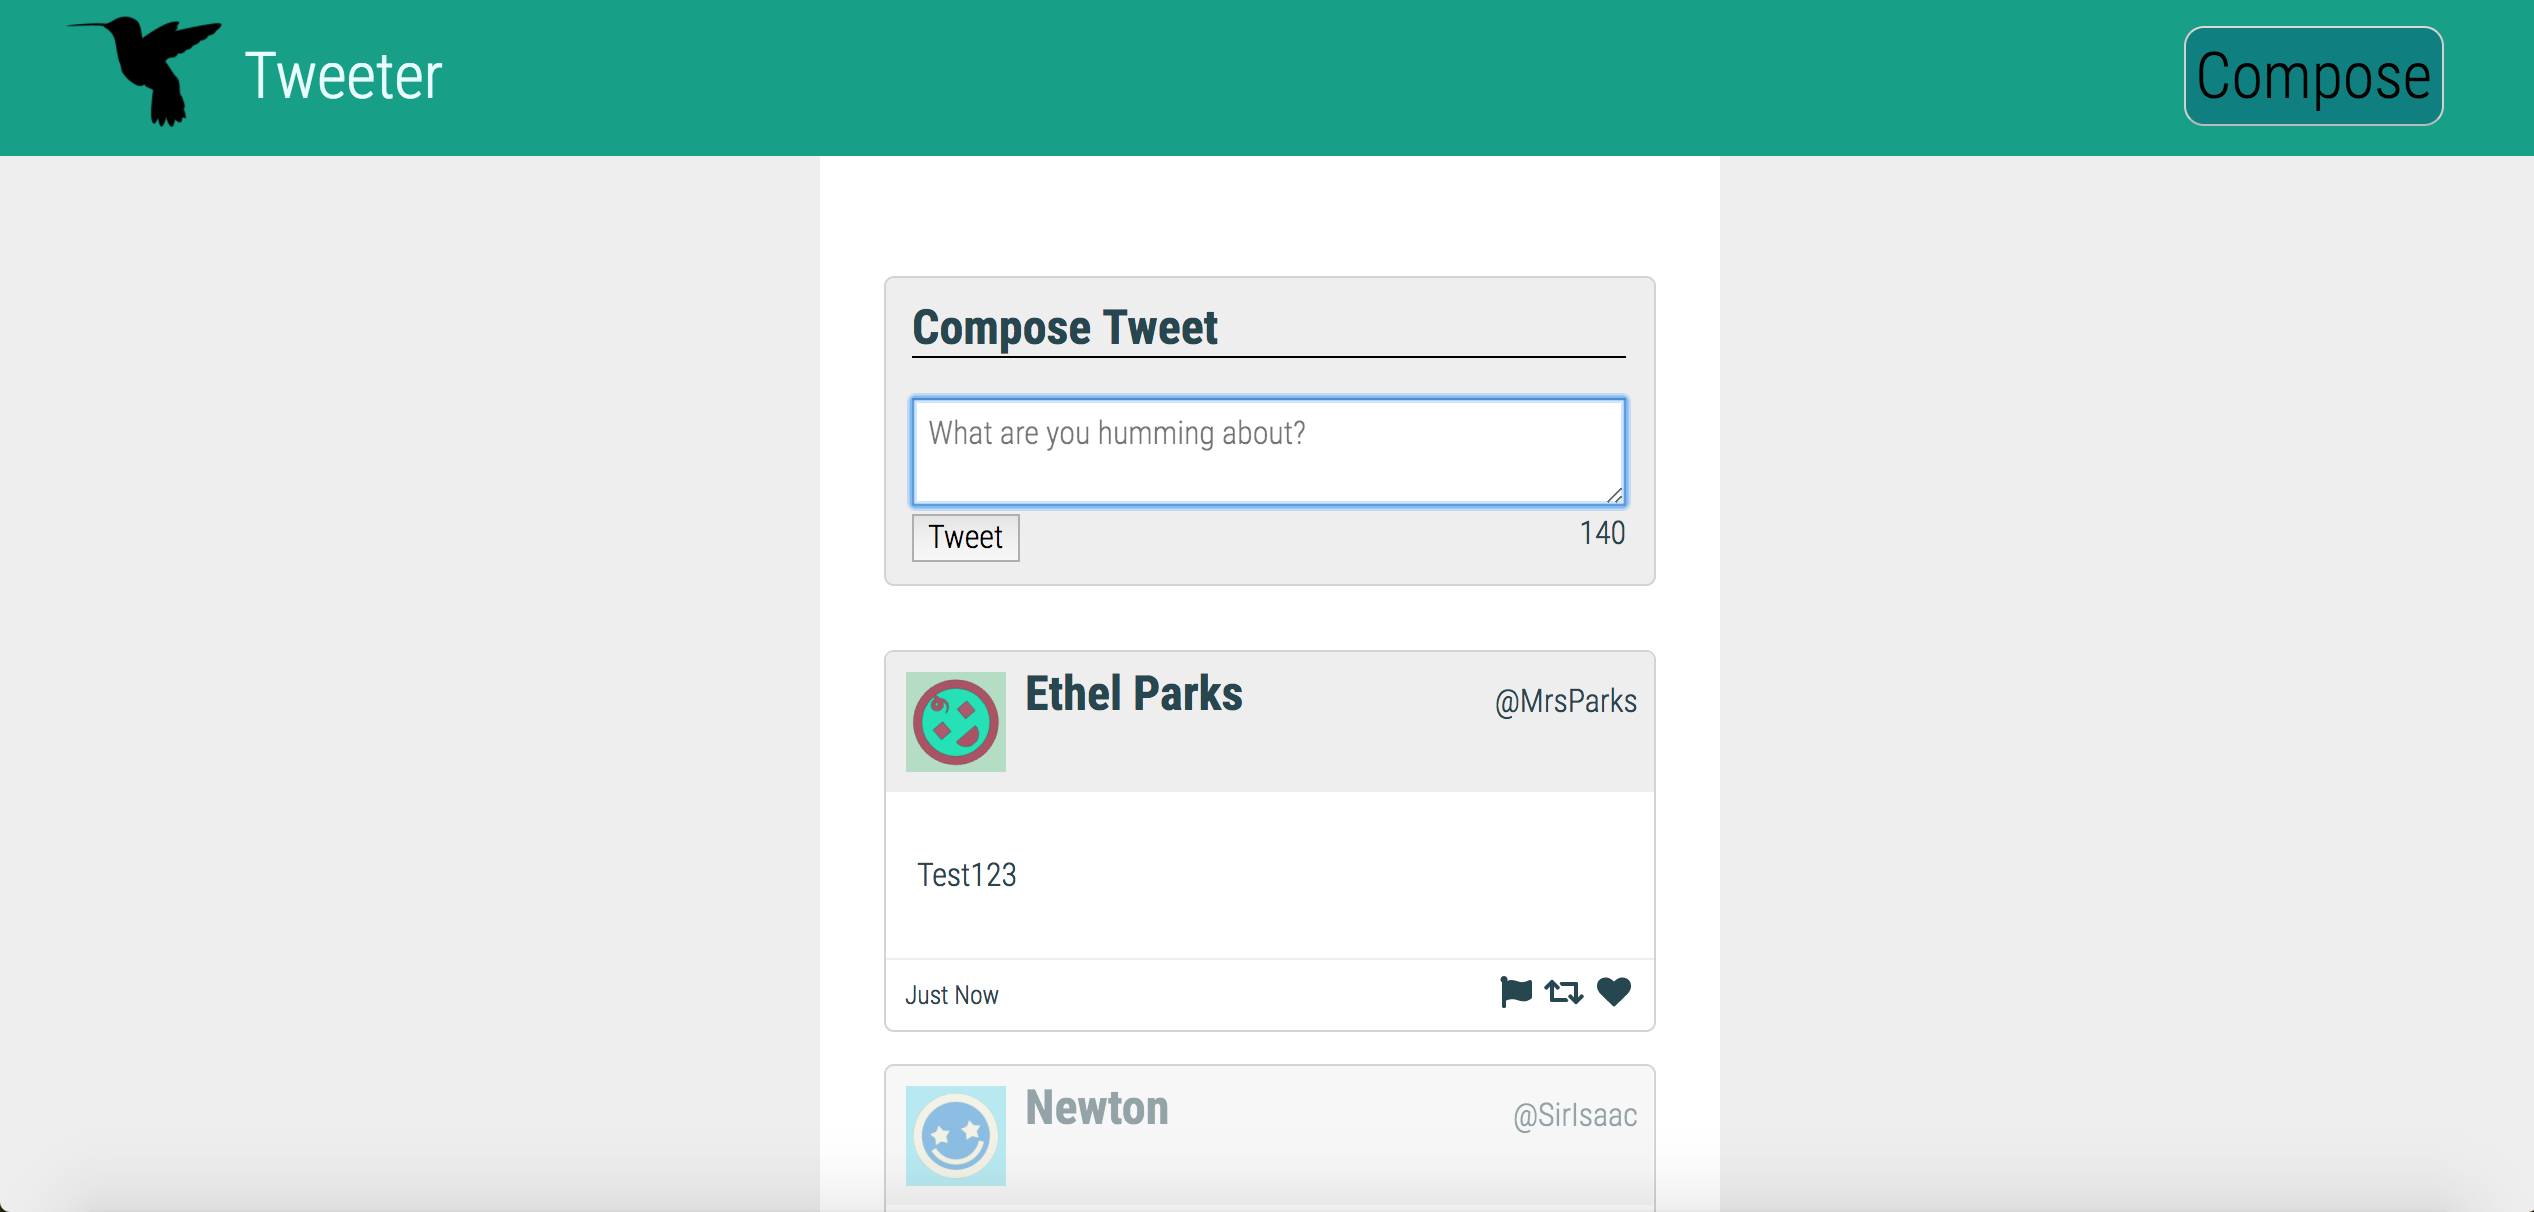 Tweeter
Compose
Compose Tweet
What are you humming about?
Tweet
140
Ethel Parks
@MrsParks
Test123
Just Now
Newton
@SirIsaac